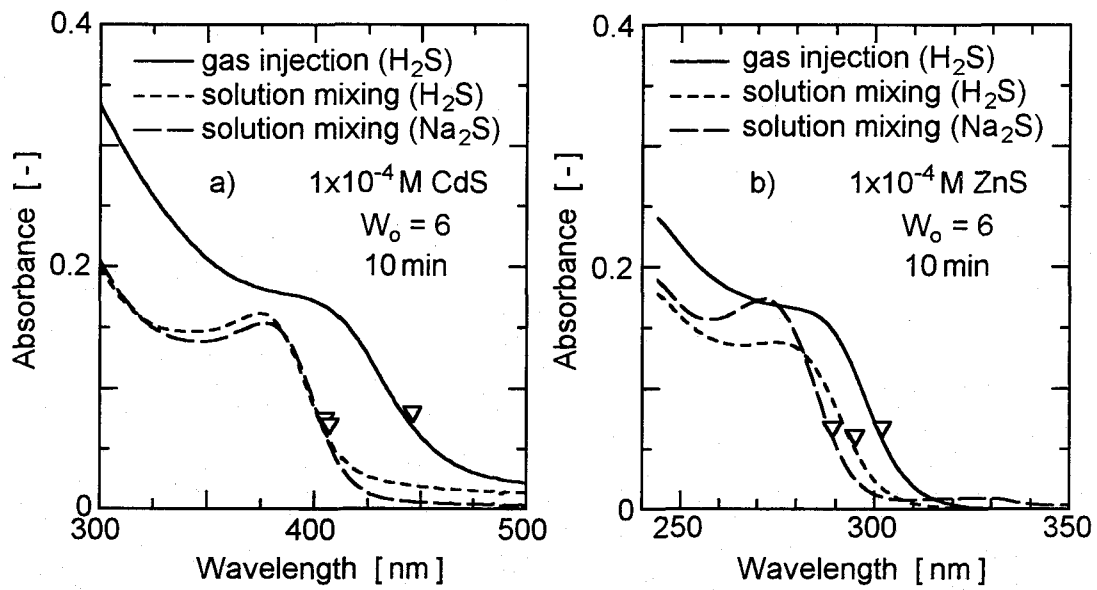 0.4
gas injection (H₂S)
solution mixing (H₂S)
solution mixing (Na₂S)
a) 1x10⁻⁴ M CdS
Wₒ = 6
10 min
0.2
0
Absorbance [-]
300 400 500
Wavelength [nm]
0.4
gas injection (H₂S)
solution mixing (H₂S)
solution mixing (Na₂S)
b) 1x10⁻⁴ M ZnS
Wₒ = 6
10 min
0.2
0
Absorbance [-]
250 300 350
Wavelength [nm]